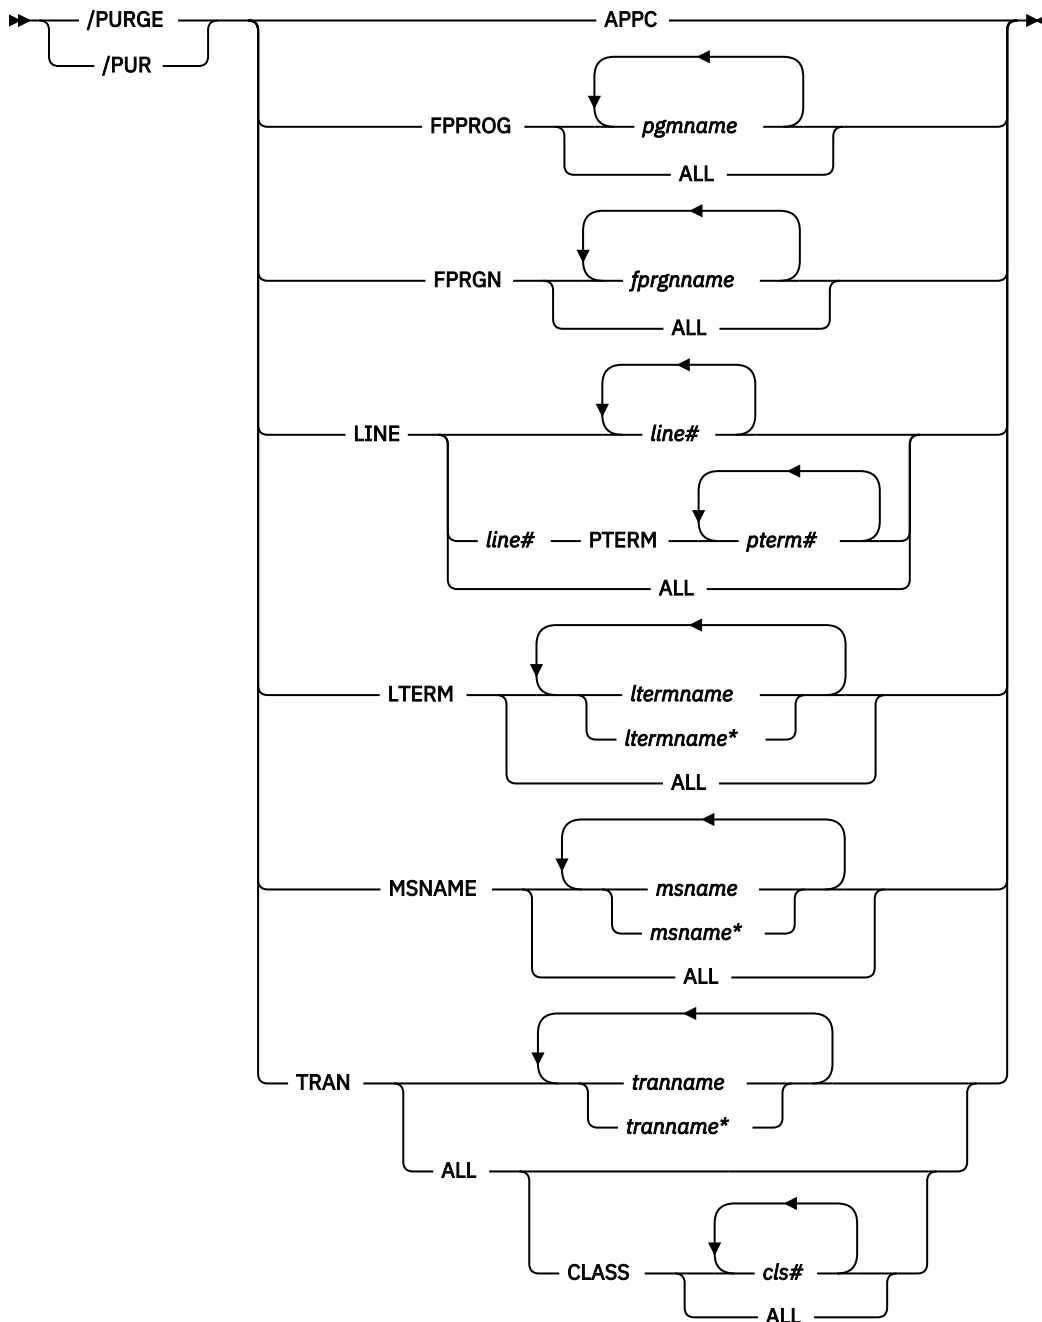 /PURGE APPC
/PUR
FPPROG pgmname
ALL
FPRGN fprgnname
ALL
LINE line#
line# PTERM pterm#
ALL
LTERM ltermname
ltermname*
ALL
MSNAME msname
msname*
ALL
TRAN tranname
tranname*
ALL
CLASS cls#
ALL